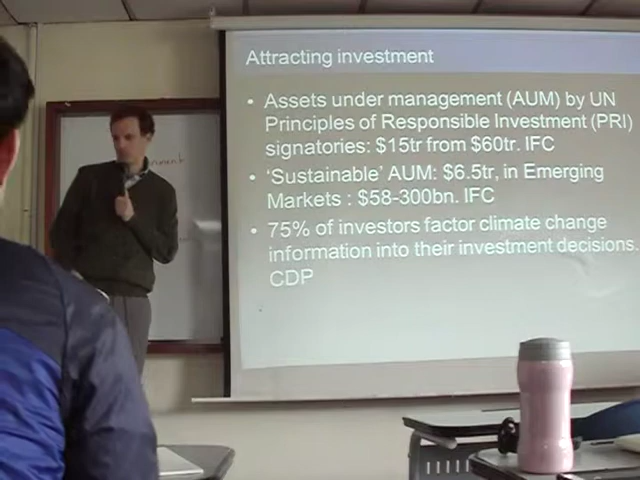 Attracting investment
• Assets under management (AUM) by UN
Principles of Responsible Investment (PRI)
signatories: $15tr from $60tr. IFC
• ‘Sustainable’ AUM: $6.5tr, in Emerging
Markets : $58-300bn. IFC
• 75% of investors factor climate change
information into their investment decisions.
CDP